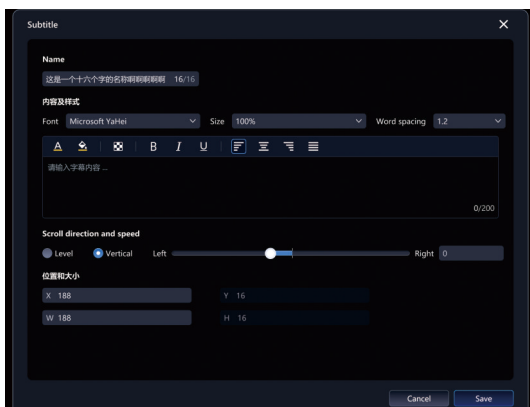 Subtitle
Name
这是一个十六个字的名称啊啊啊啊啊 16/16
内容及样式
Font Microsoft YaHei Size 100% Word spacing 1.2
A B I U
请输入字幕内容 ...
0/200
Scroll direction and speed
Level Vertical Left Right 0
位置和大小
X 188 Y 16
W 188 H 16
Cancel Save